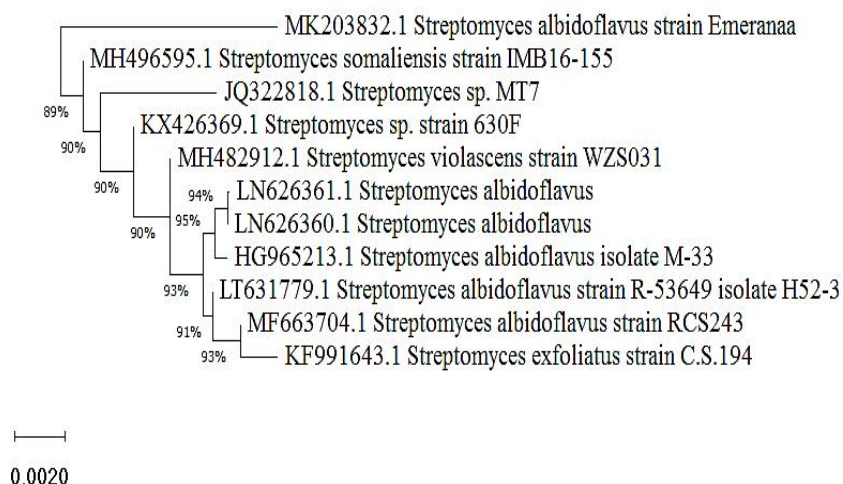 MK203832.1 Streptomyces albidoflavus strain Emeranaa
MH496595.1 Streptomyces somaliensis strain IMB16-155
89%
JQ322818.1 Streptomyces sp. MT7
KX426369.1 Streptomyces sp. strain 630F
90%
MH482912.1 Streptomyces violascens strain WZS031
90%
94% LN626361.1 Streptomyces albidoflavus
95% LN626360.1 Streptomyces albidoflavus
90%
HG965213.1 Streptomyces albidoflavus isolate M-33
93% LT631779.1 Streptomyces albidoflavus strain R-53649 isolate H52-3
MF663704.1 Streptomyces albidoflavus strain RCS243
91%
93% KF991643.1 Streptomyces exfoliatus strain C.S.194
0.0020